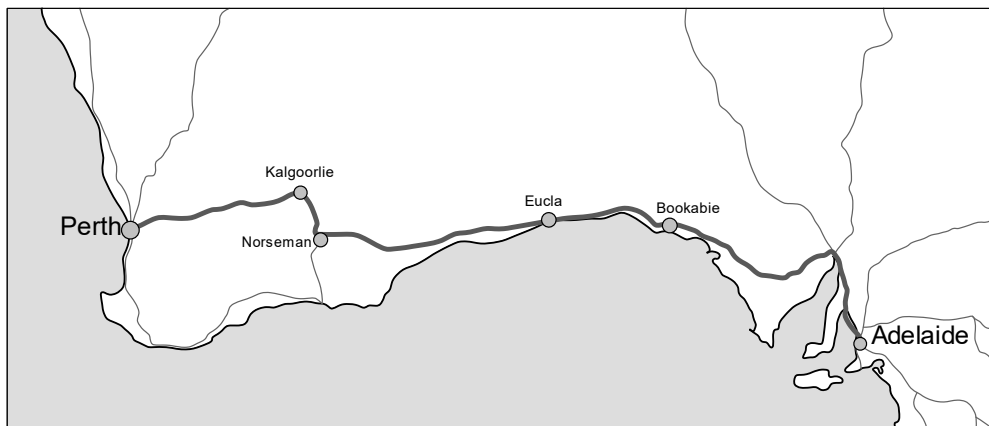 Kalgoorlie
Perth
Norseman
Eucla
Bookabie
Adelaide